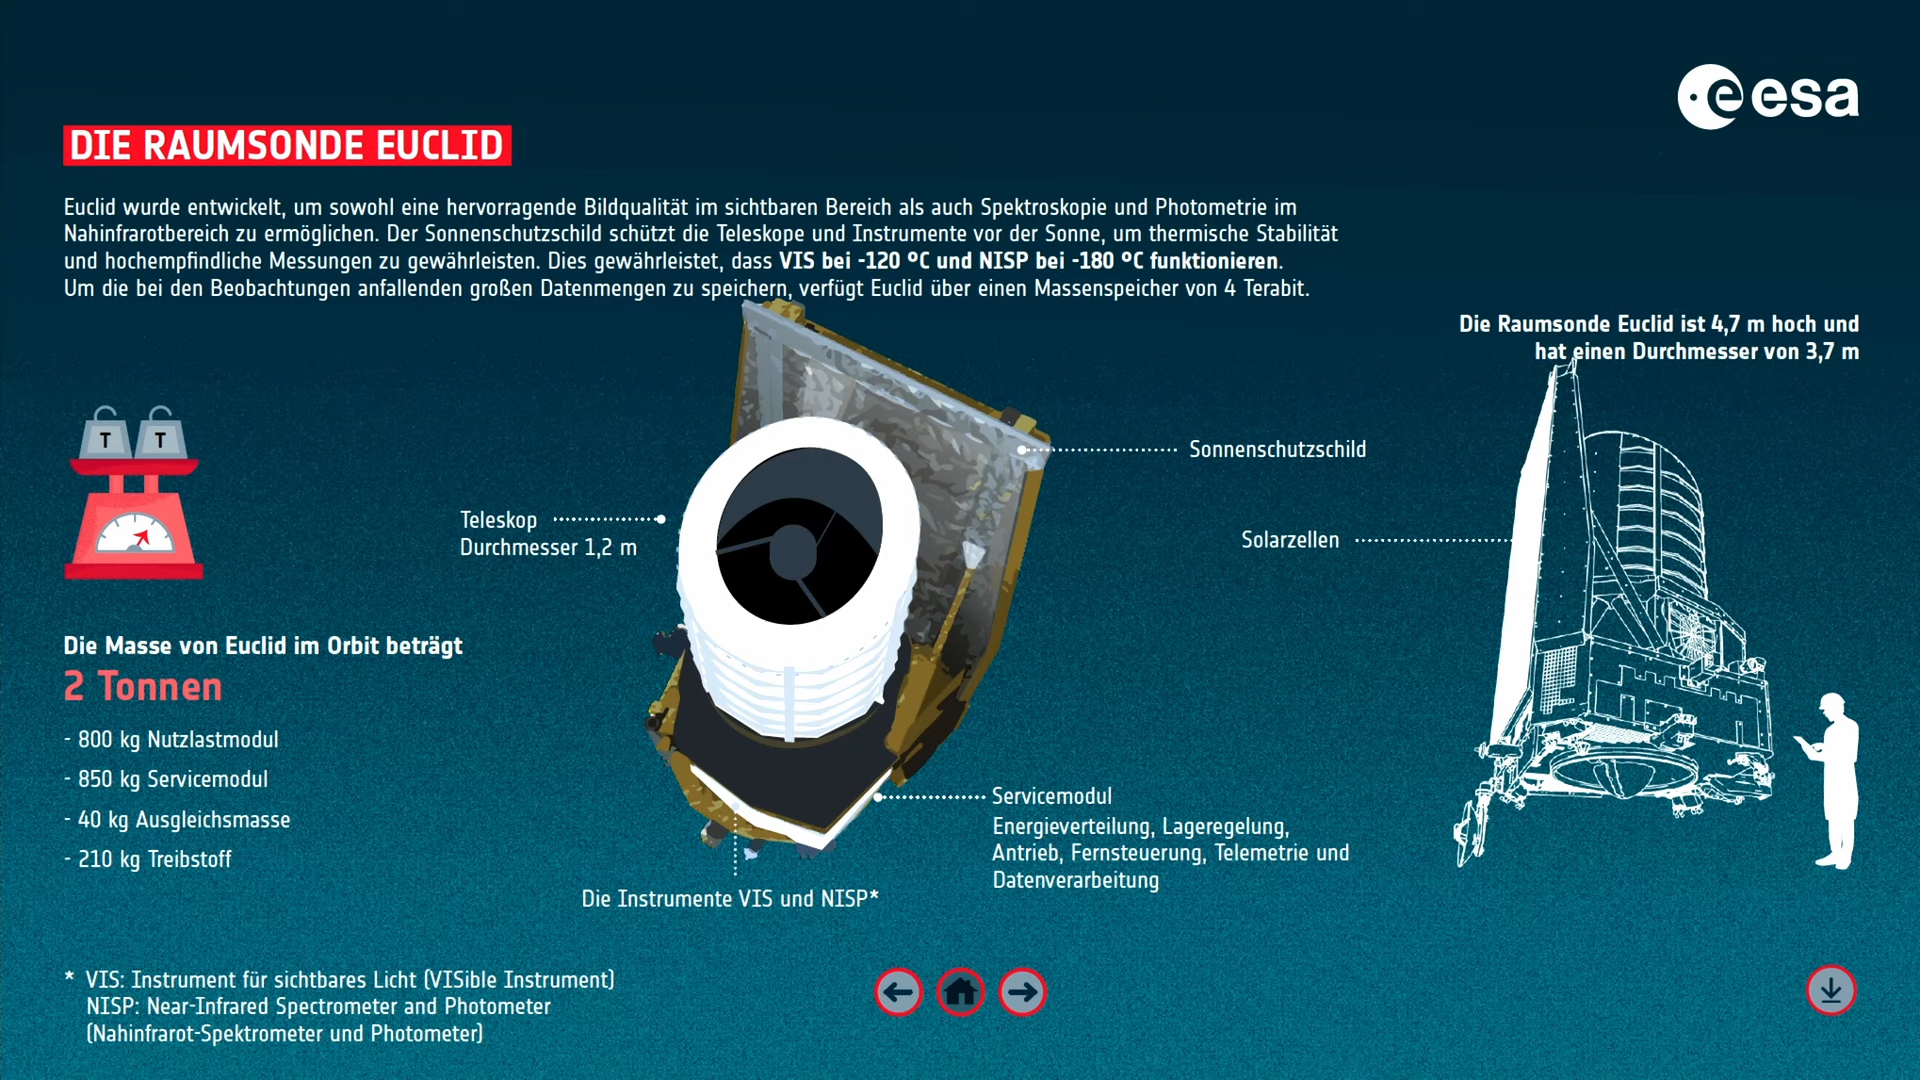 esa
DIE RAUMSONDE EUCLID
Euclid wurde entwickelt, um sowohl eine hervorragende Bildqualität im sichtbaren Bereich als auch Spektroskopie und Photometrie im
Nahinfrarotbereich zu ermöglichen. Der Sonnenschutzschild schützt die Teleskope und Instrumente vor der Sonne, um thermische Stabilität
und hochempfindliche Messungen zu gewährleisten. Dies gewährleistet, dass VIS bei -120 ºC und NISP bei -180 ºC funktionieren.
Um die bei den Beobachtungen anfallenden großen Datenmengen zu speichern, verfügt Euclid über einen Massenspeicher von 4 Terabit.
Die Raumsonde Euclid ist 4,7 m hoch und
hat einen Durchmesser von 3,7 m
T T
Sonnenschutzschild
Teleskop
Durchmesser 1,2 m
Solarzellen
Die Masse von Euclid im Orbit beträgt
2 Tonnen
- 800 kg Nutzlastmodul
- 850 kg Servicemodul
- 40 kg Ausgleichsmasse
- 210 kg Treibstoff
Servicemodul
Energieverteilung, Lageregelung,
Antrieb, Fernsteuerung, Telemetrie und
Datenverarbeitung
Die Instrumente VIS und NISP*
* VIS: Instrument für sichtbares Licht (VISible Instrument)
NISP: Near-Infrared Spectrometer and Photometer
(Nahinfrarot-Spektrometer und Photometer)